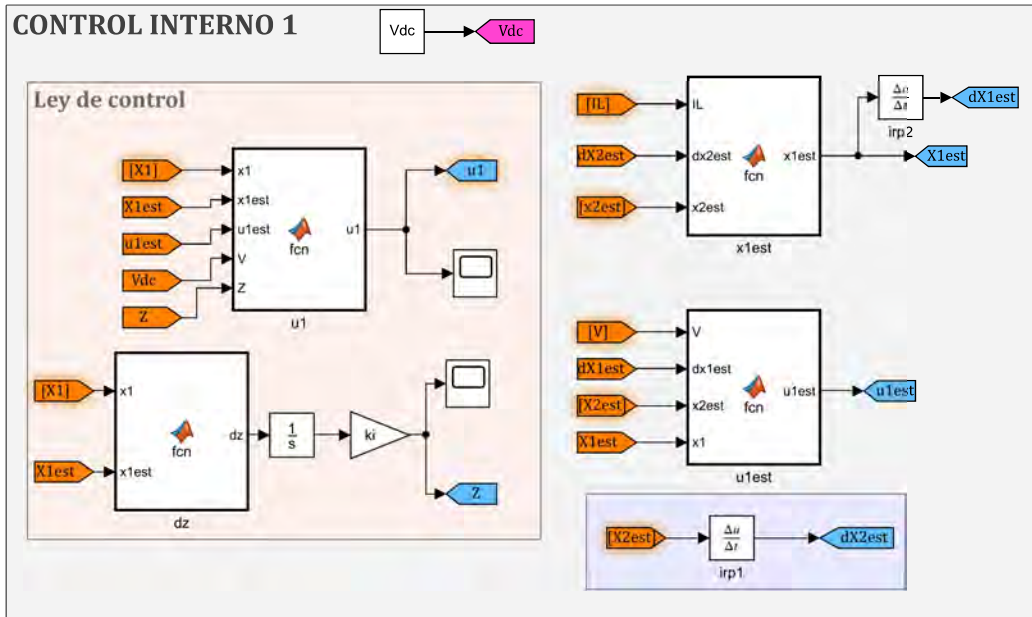 CONTROL INTERNO 1
Vdc
Vdc
Ley de control
[X1]
X1est
u1est
Vdc
Z
x1
x1est
u1est
V
Z
fcn
u1
u1
u1
[X1]
X1est
x1
x1est
fcn
dz
dz
1
s
ki
Z
[IL]
dX2est
[x2est]
IL
dx2est
x2est
fcn
x1est
x1est
Δu
Δt
irp2
dX1est
X1est
[V]
dX1est
[X2est]
X1est
V
dx1est
x2est
x1
fcn
u1est
u1est
u1est
[X2est]
Δu
Δt
irp1
dX2est